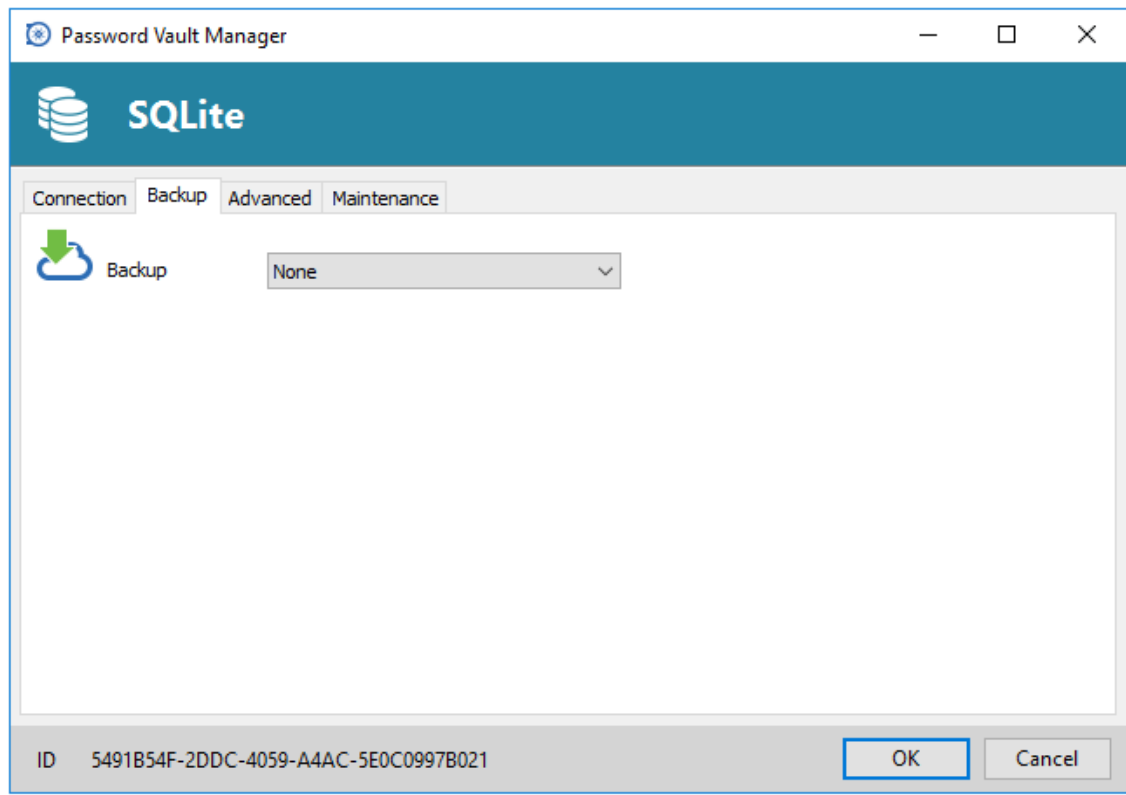 Password Vault Manager
SQLite
Connection Backup Advanced Maintenance
Backup None
ID 5491B54F-2DDC-4059-A4AC-5E0C0997B021 OK Cancel